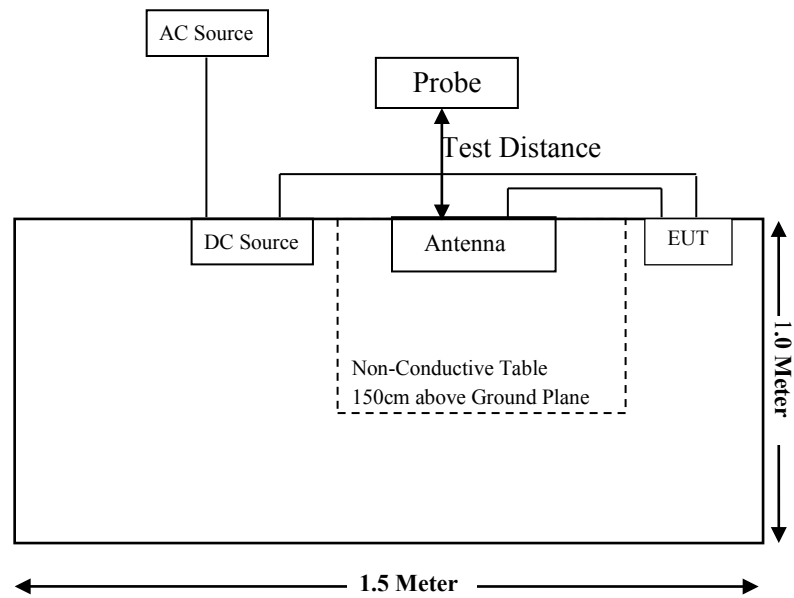 AC Source
Probe
Test Distance
DC Source
Antenna
EUT
Non-Conductive Table
150cm above Ground Plane
1.0 Meter
1.5 Meter